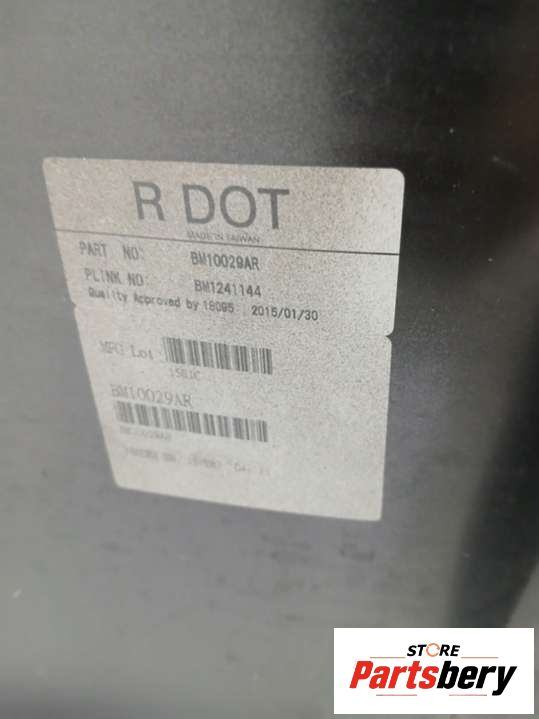 R DOT
MADE IN TAIWAN
PART NO: BM10029AR
PLINK NO: BM1241144
Quality Approved by 18095 2015/01/30
MFG Lot
BM10029AR
STORE
Partsbery